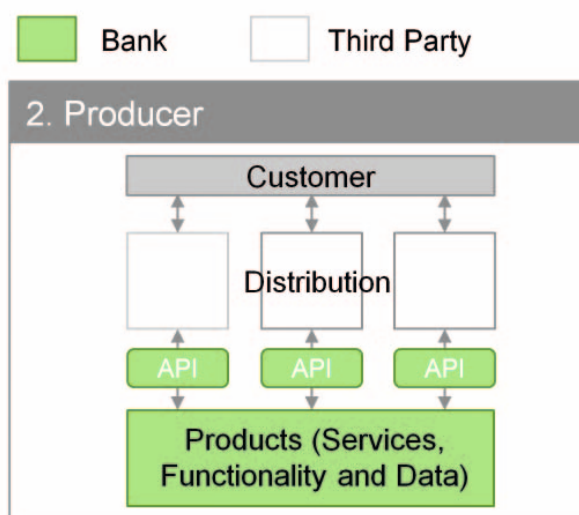 Bank
Third Party
2. Producer
Customer
Distribution
API
API
API
Products (Services,
Functionality and Data)